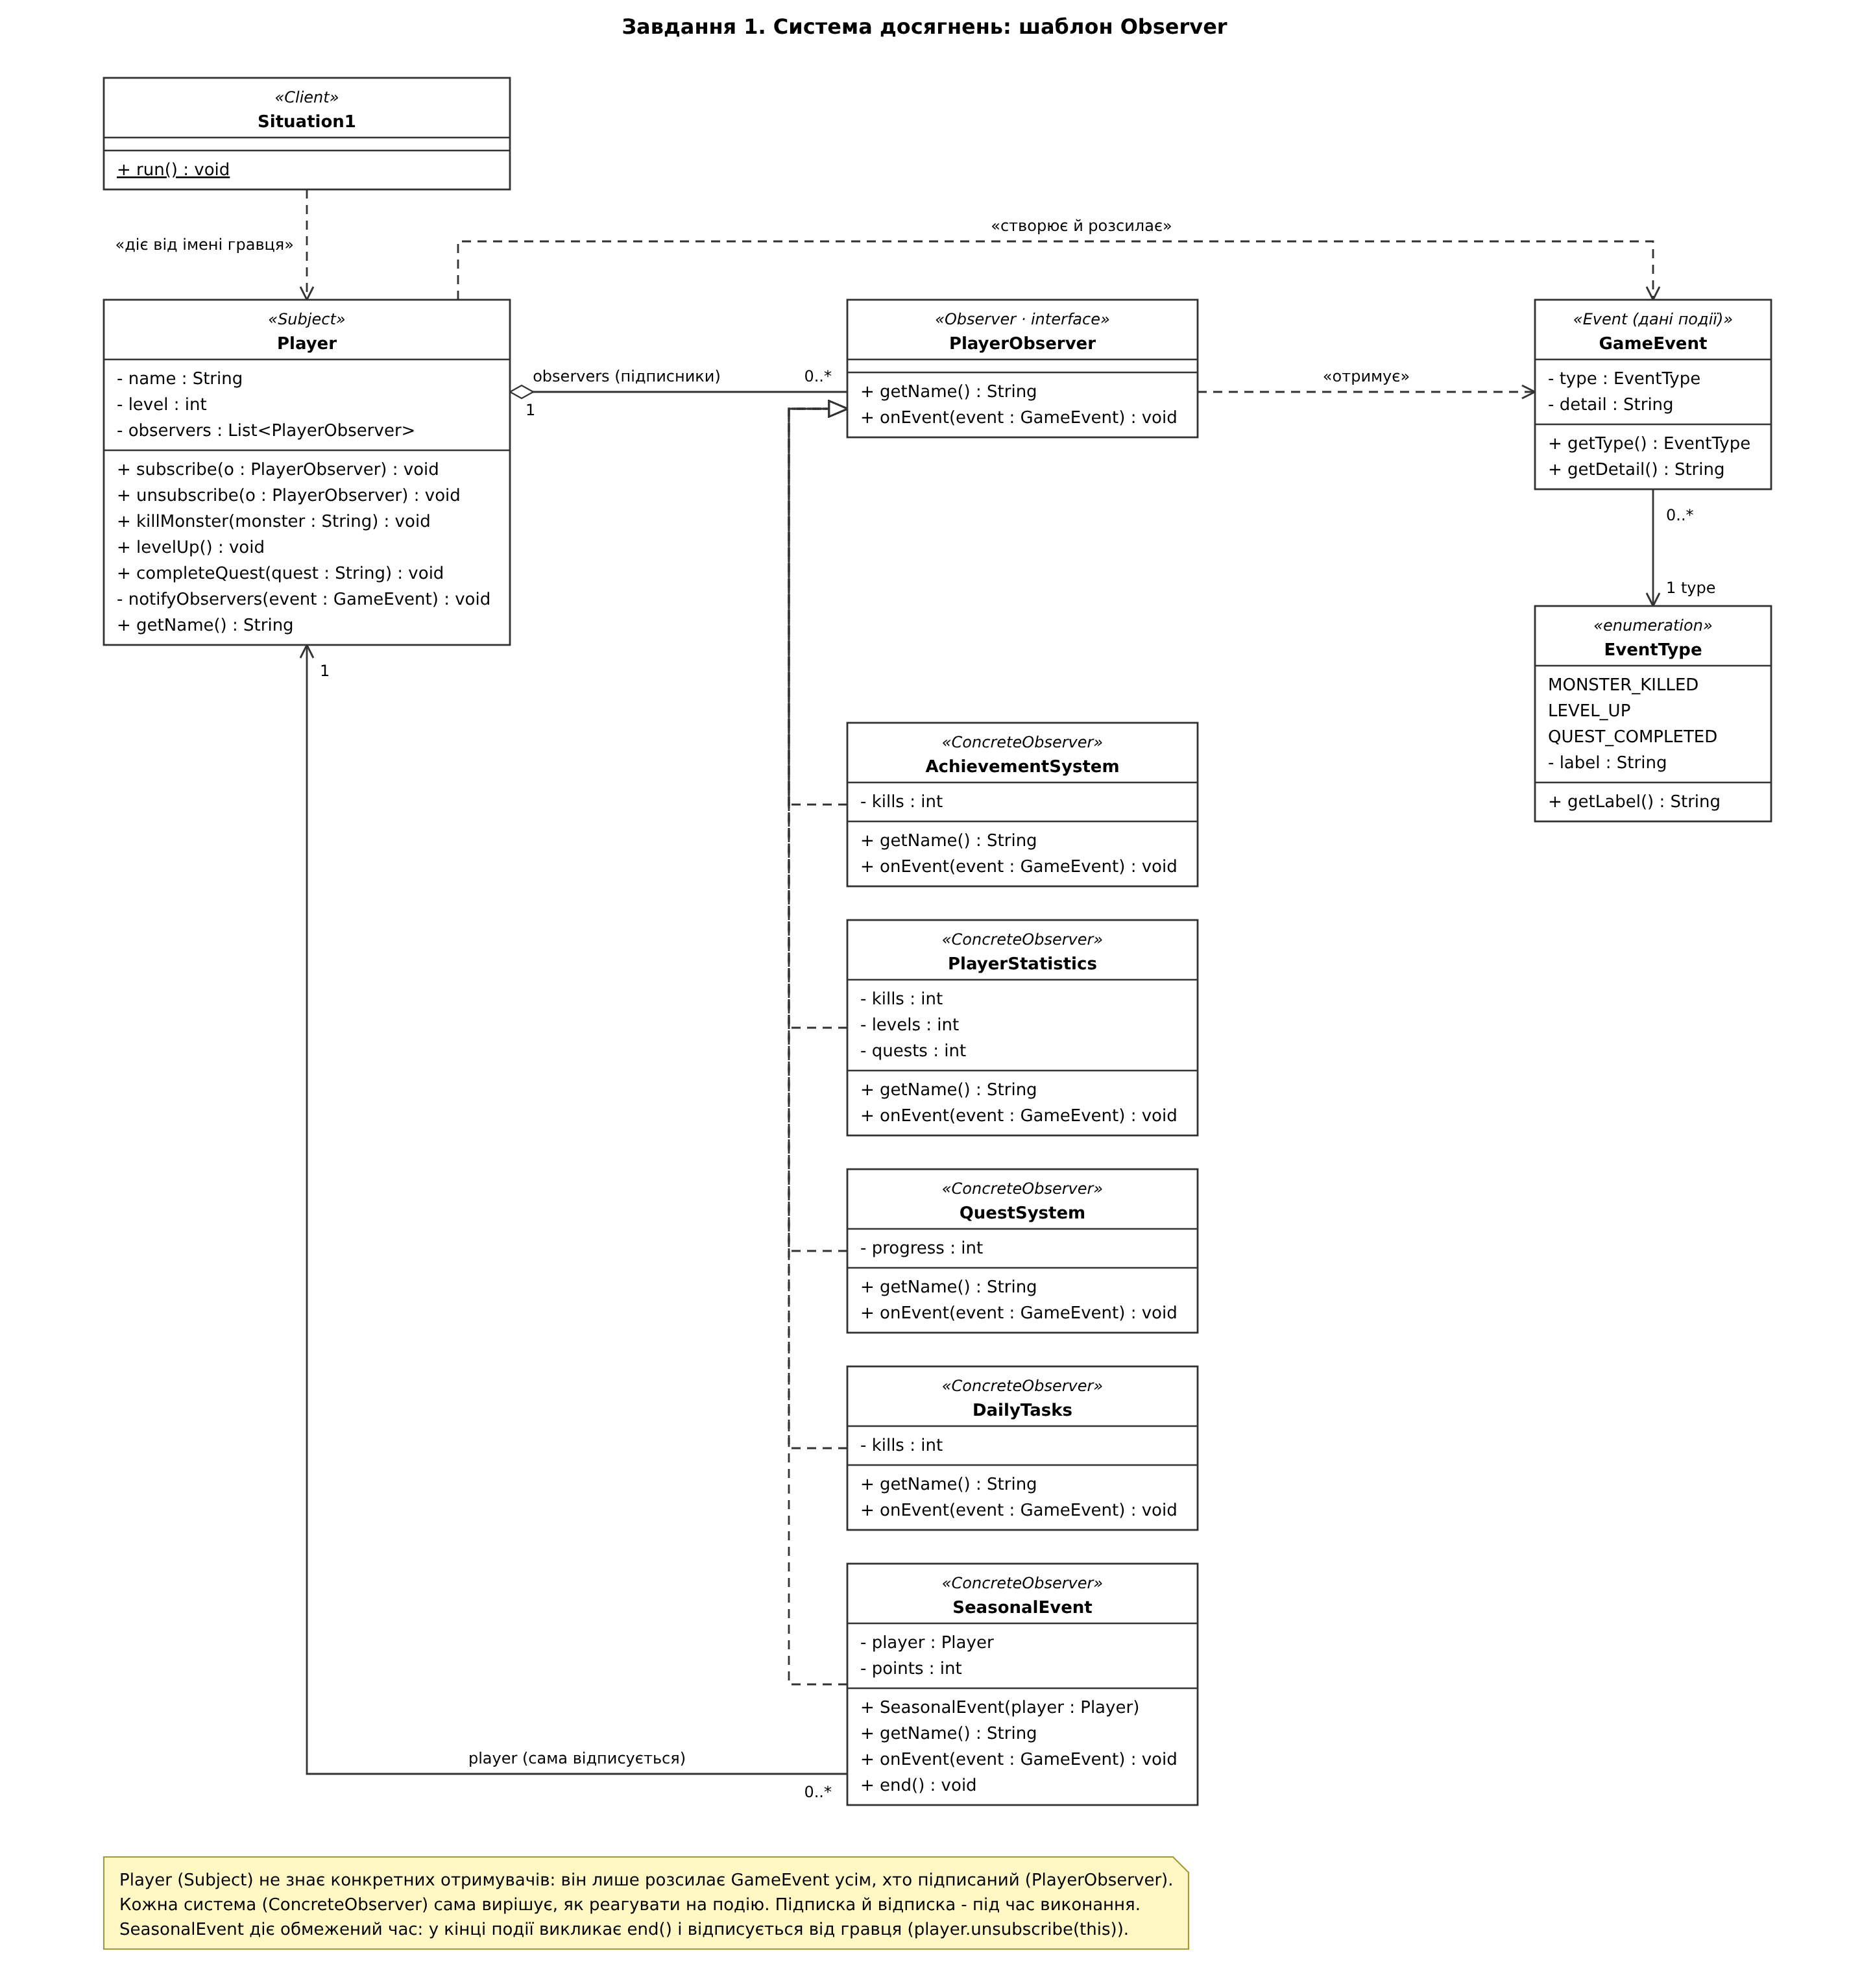 Завдання 1. Система досягнень: шаблон Observer
«Client»
Situation1
+ run() : void
«діє від імені гравця»
«створює й розсилає»
«Subject»
Player
- name : String
- level : int
- observers : List<PlayerObserver>
+ subscribe(o : PlayerObserver) : void
+ unsubscribe(o : PlayerObserver) : void
+ killMonster(monster : String) : void
+ levelUp() : void
+ completeQuest(quest : String) : void
- notifyObservers(event : GameEvent) : void
+ getName() : String
observers (підписники)
0..*
1
«Observer · interface»
PlayerObserver
+ getName() : String
+ onEvent(event : GameEvent) : void
«отримує»
«Event (дані події)»
GameEvent
- type : EventType
- detail : String
+ getType() : EventType
+ getDetail() : String
0..*
1 type
«enumeration»
EventType
MONSTER_KILLED
LEVEL_UP
QUEST_COMPLETED
- label : String
+ getLabel() : String
1
«ConcreteObserver»
AchievementSystem
- kills : int
+ getName() : String
+ onEvent(event : GameEvent) : void
«ConcreteObserver»
PlayerStatistics
- kills : int
- levels : int
- quests : int
+ getName() : String
+ onEvent(event : GameEvent) : void
«ConcreteObserver»
QuestSystem
- progress : int
+ getName() : String
+ onEvent(event : GameEvent) : void
«ConcreteObserver»
DailyTasks
- kills : int
+ getName() : String
+ onEvent(event : GameEvent) : void
«ConcreteObserver»
SeasonalEvent
- player : Player
- points : int
+ SeasonalEvent(player : Player)
+ getName() : String
+ onEvent(event : GameEvent) : void
+ end() : void
player (сама відписується)
0..*
Player (Subject) не знає конкретних отримувачів: він лише розсилає GameEvent усім, хто підписаний (PlayerObserver).
Кожна система (ConcreteObserver) сама вирішує, як реагувати на подію. Підписка й відписка - під час виконання.
SeasonalEvent діє обмежений час: у кінці події викликає end() і відписується від гравця (player.unsubscribe(this)).